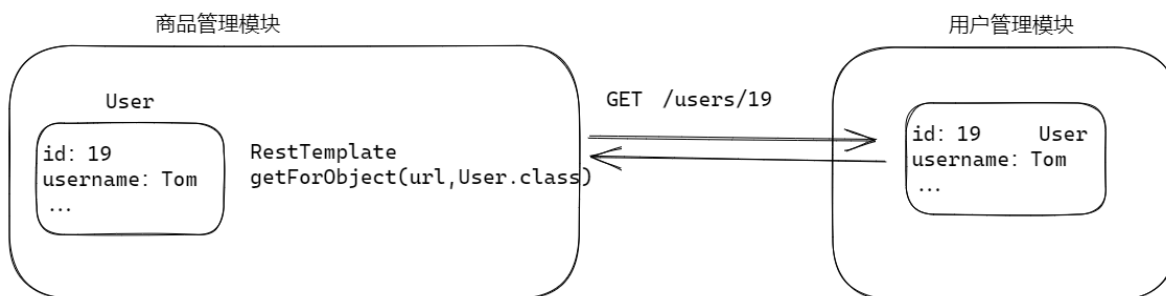 商品管理模块
用户管理模块
User
GET /users/19
id: 19
username: Tom
...
RestTemplate
getForObject(url,User.class)
id: 19 User
username: Tom
...